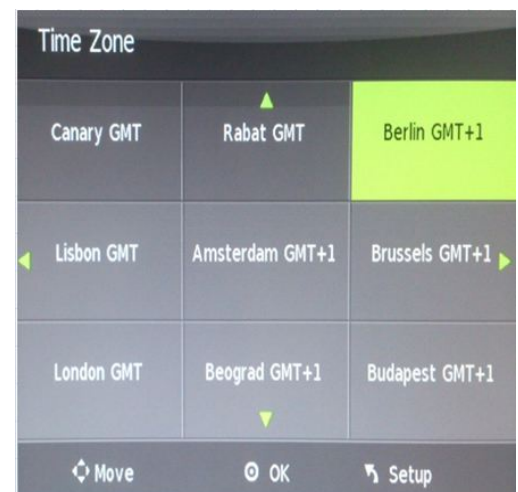 Time Zone
Canary GMT
Rabat GMT
Berlin GMT+1
Lisbon GMT
Amsterdam GMT+1
Brussels GMT+1
London GMT
Beograd GMT+1
Budapest GMT+1
Move
OK
Setup